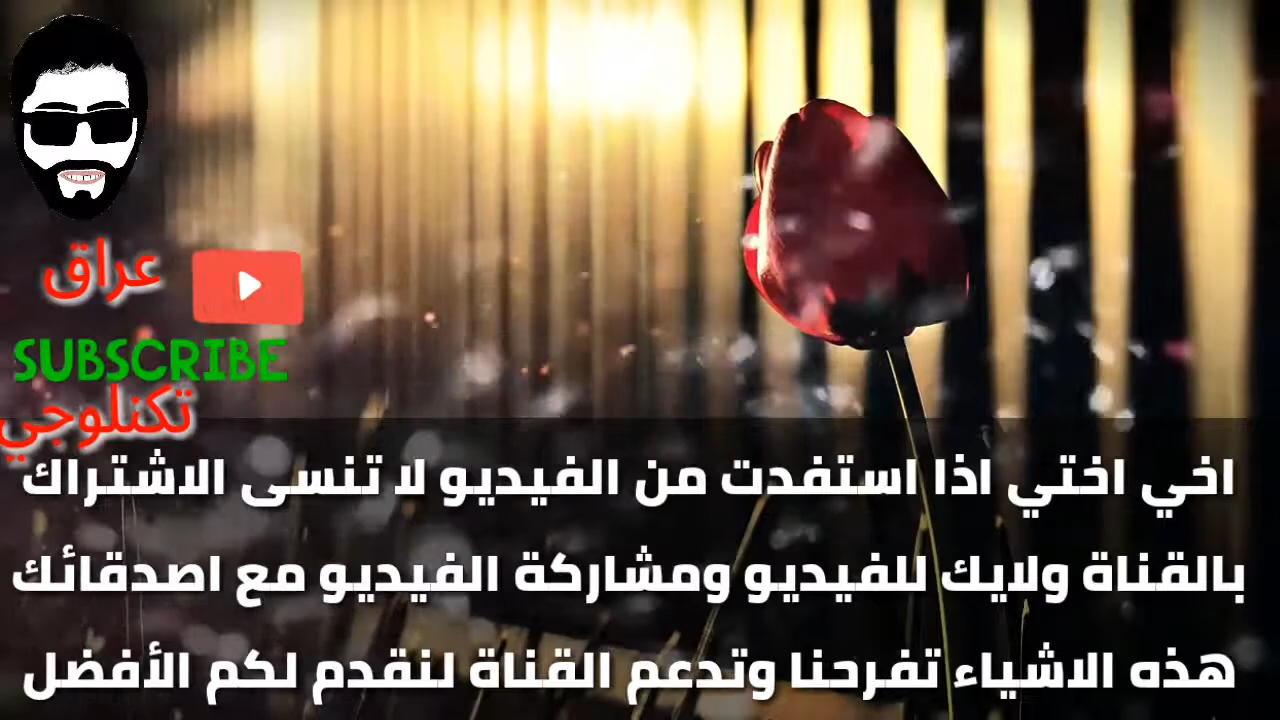 عراق
SUBSCRIBE
تكنلوجي
اخي اختي اذا استفدت من الفيديو لا تنسى الاشتراك
بالقناة ولايك للفيديو ومشاركة الفيديو مع اصدقائك
هذه الاشياء تفرحنا وتدعم القناة لنقدم لكم الأفضل